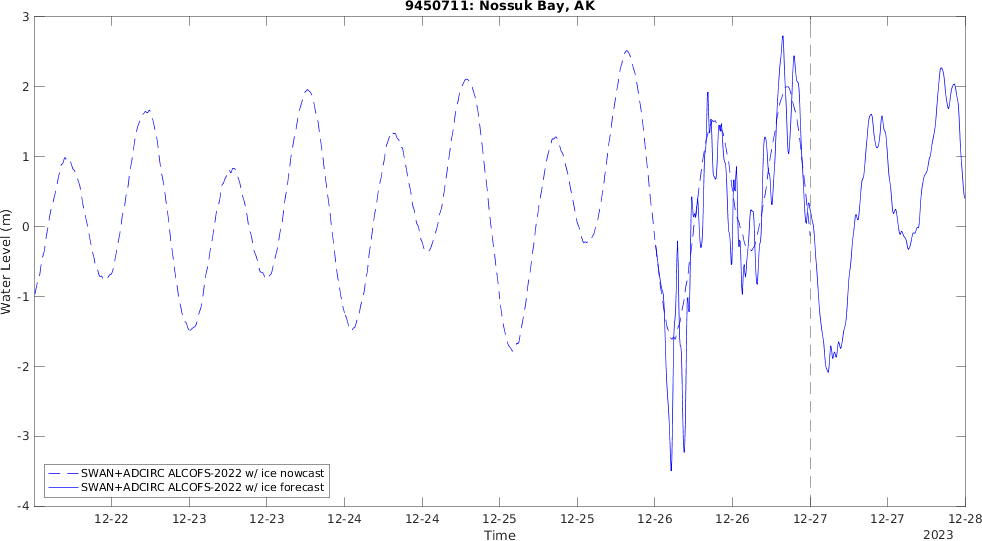 9450711: Nossuk Bay, AK
3
2
1
0
-1
-2
-3
-4
Water Level (m)
SWAN+ADCIRC ALCOFS-2022 w/ ice nowcast
SWAN+ADCIRC ALCOFS-2022 w/ ice forecast
12-22 12-23 12-23 12-24 12-24 12-25 12-25 12-26 12-26 12-27 12-27 12-28
Time
2023